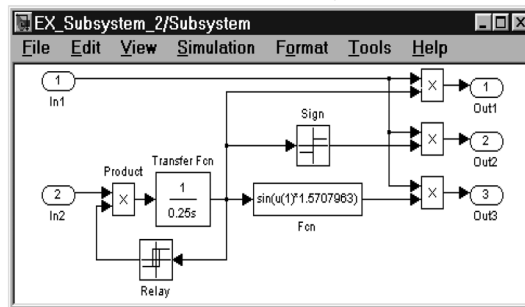 EX_Subsystem_2/Subsystem
File Edit View Simulation Format Tools Help
1
In1
X
1
Out1
Sign
X
2
Out2
Product
Transfer Fcn
2
In2
X
1
0.25s
sin(u(1)*1.5707963)
Fcn
X
3
Out3
Relay